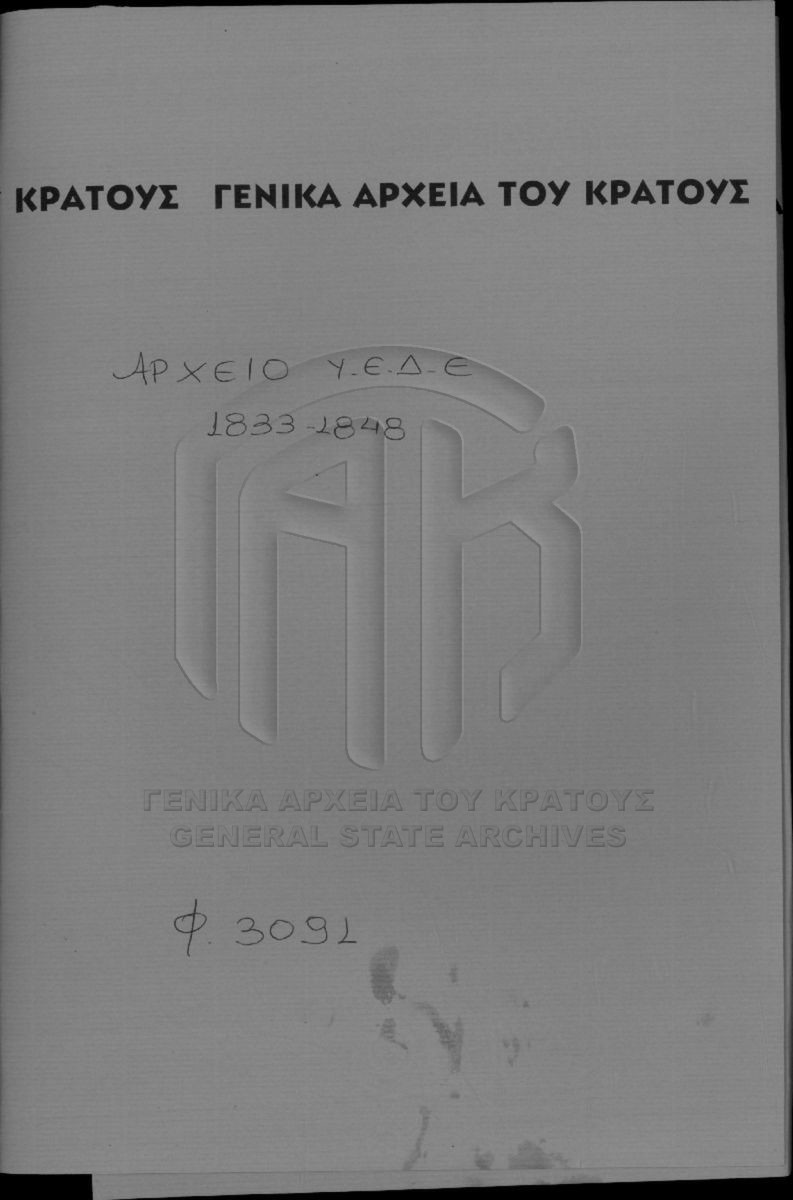 ΚΡΑΤΟΥΣ ΓΕΝΙΚΑ ΑΡΧΕΙΑ ΤΟΥ ΚΡΑΤΟΥΣ
ΑΡΧΕΙΟ Υ.Ε.Δ.Ε
1833-1848
ΓΑΚ
ΓΕΝΙΚΑ ΑΡΧΕΙΑ ΤΟΥ ΚΡΑΤΟΥΣ
GENERAL STATE ARCHIVES
Φ. 3091